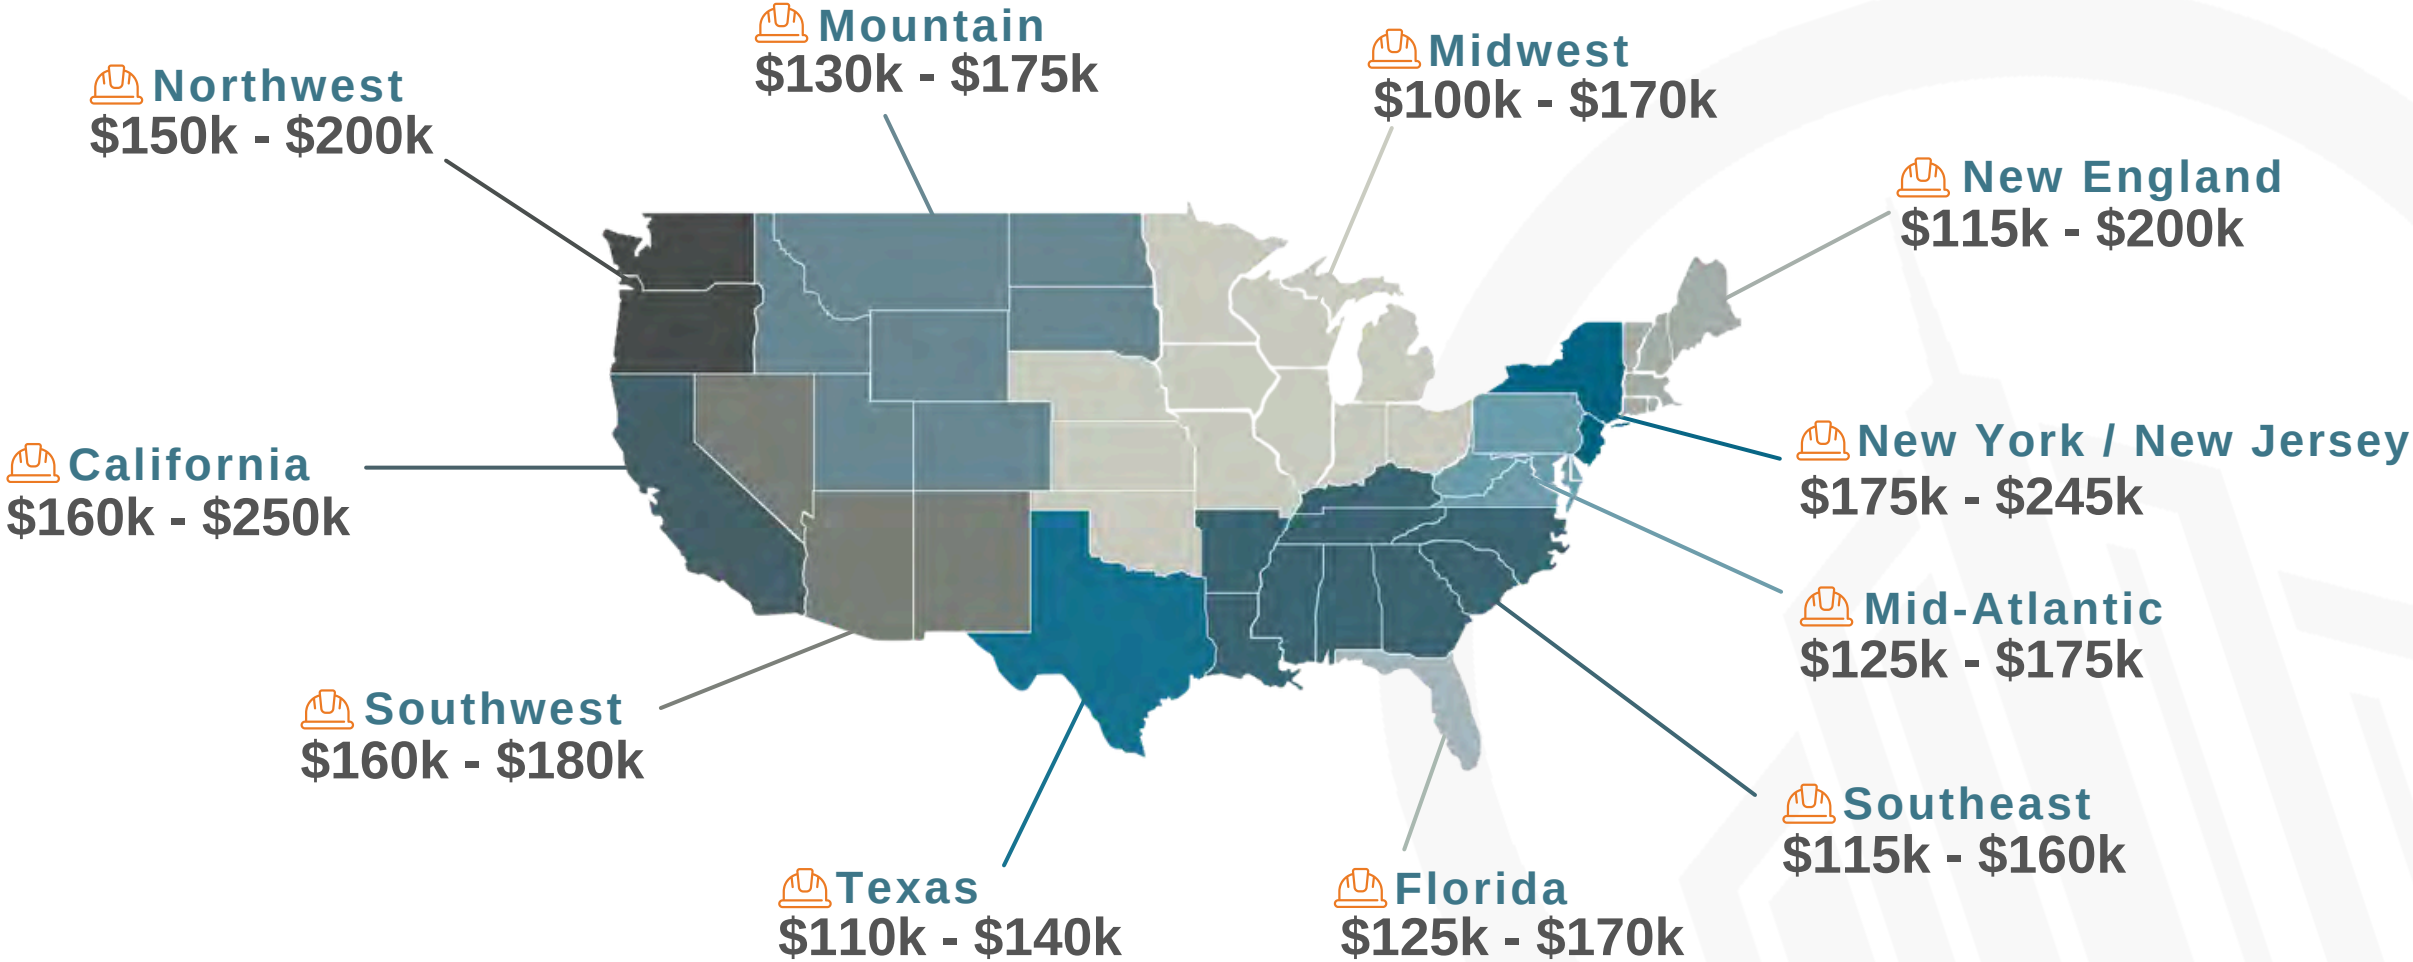 Mountain
$130k - $175k
Midwest
$100k - $170k
Northwest
$150k - $200k
New England
$115k - $200k
California
$160k - $250k
New York / New Jersey
$175k - $245k
Mid-Atlantic
$125k - $175k
Southwest
$160k - $180k
Southeast
$115k - $160k
Texas
$110k - $140k
Florida
$125k - $170k